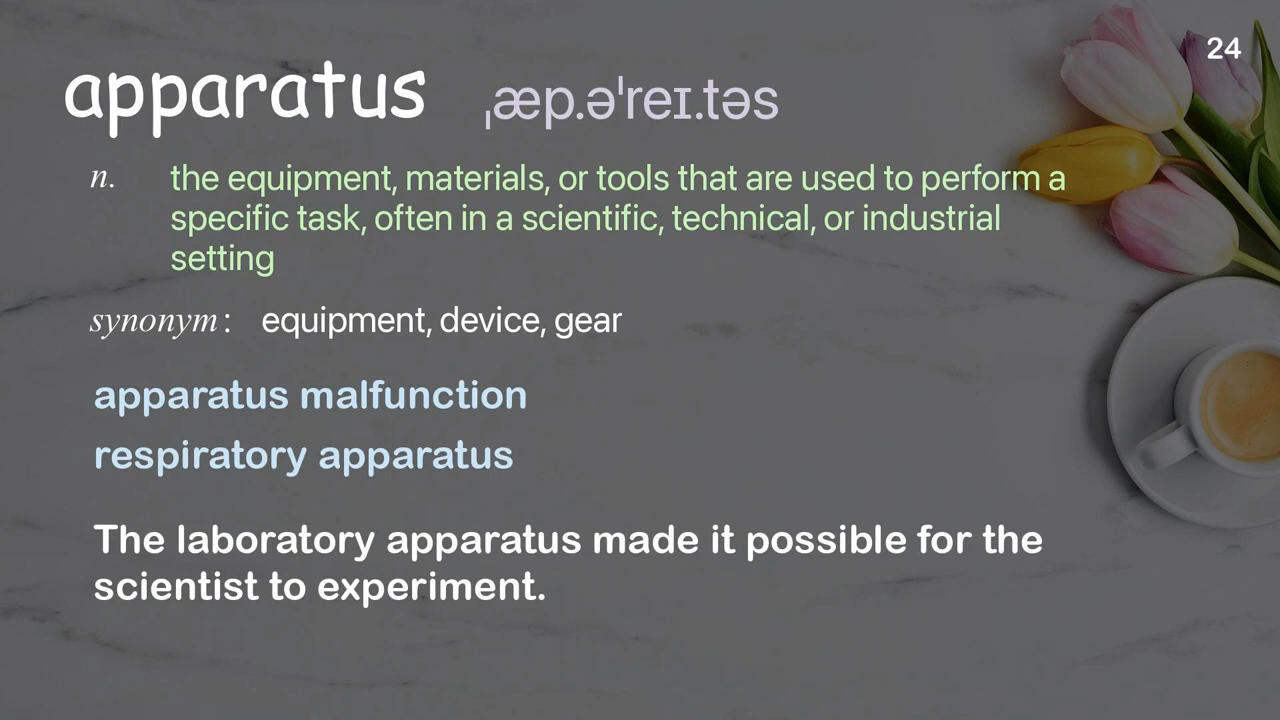 24
apparatus ˌæp.əˈreɪ.təs
n. the equipment, materials, or tools that are used to perform a
specific task, often in a scientific, technical, or industrial
setting
synonym : equipment, device, gear
apparatus malfunction
respiratory apparatus
The laboratory apparatus made it possible for the
scientist to experiment.